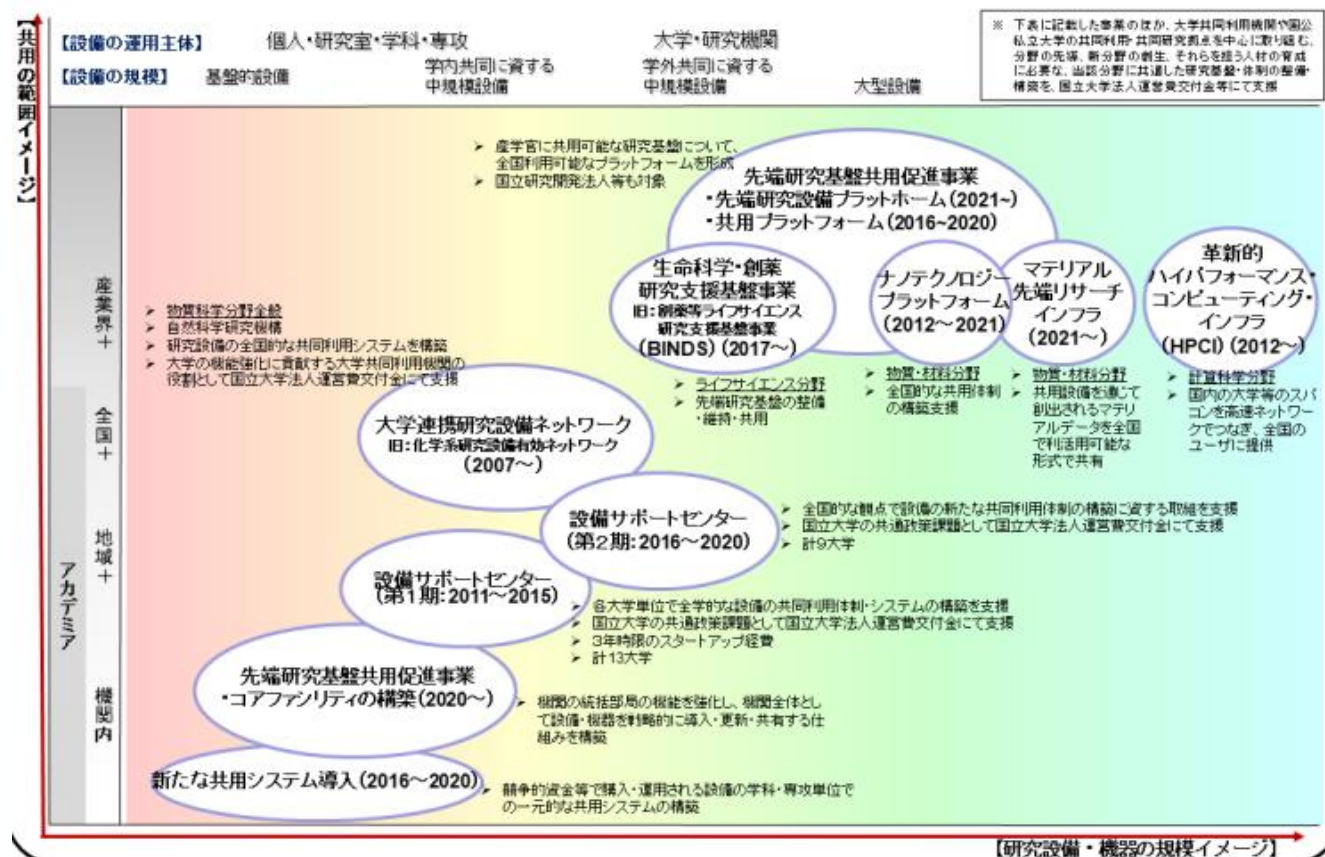 【共用の範囲イメージ】
【設備の運用主体】
個人・研究室・学科・専攻
大学・研究機関
【設備の規模】
基盤的設備
学内共同に資する
中規模設備
学外共同に資する
中規模設備
大型設備
※ 下表に記載した事業のほか、大学共同利用機関や国公
私立大学の共同利用・共同研究拠点を中心に取り組む、
分野の先導、新分野の創生、それらを担う人材の育成
に必要な、当該分野に共通した研究基盤・体制の整備・
構築を、国立大学法人運営費交付金等にて支援
➢ 産学官に共用可能な研究基盤について、
全国利用可能なプラットフォームを形成
➢ 国立研究開発法人等も対象
先端研究基盤共用促進事業
・先端研究設備プラットホーム(2021~)
・共用プラットフォーム(2016~2020)
生命科学・創薬
研究支援基盤事業
旧：創薬等ライフサイエンス
研究支援基盤事業
(BINDS) (2017～)
ナノテクノロジー
プラットフォーム
(2012～2021)
マテリアル
先端リサーチ
インフラ
(2021～)
革新的
ハイパフォーマンス・
コンピューティング・
インフラ
(HPCI) (2012～)
産業界＋
➢ 物質科学分野全般
➢ 自然科学研究機構
➢ 研究設備の全国的な共同利用システムを構築
➢ 大学の機能強化に貢献する大学共同利用機関の
役割として国立大学法人運営費交付金にて支援
➢ ライフサイエンス分野
➢ 先端研究基盤の整備
・維持・共用
➢ 物質・材料分野
➢ 全国的な共用体制
の構築支援
➢ 物質・材料分野
➢ 共用設備を通じて
創出されるマテリ
アルデータを全国
で利活用可能な
形式で共有
➢ 計算科学分野
➢ 国内の大学等のスパ
コンを高速ネットワー
クでつなぎ、全国の
ユーザに提供
全国＋
大学連携研究設備ネットワーク
旧：化学系研究設備有効ネットワーク
(2007～)
設備サポートセンター
(第２期：2016～2020)
➢ 全国的な観点で設備の新たな共同利用体制の構築に資する取組を支援
➢ 国立大学の共通政策課題として国立大学法人運営費交付金にて支援
➢ 計9大学
アカデミア
地域＋
設備サポートセンター
(第１期：2011～2015)
➢ 各大学単位で全学的な設備の共同利用体制・システムの構築を支援
➢ 国立大学の共通政策課題として国立大学法人運営費交付金にて支援
➢ 3年時限のスタートアップ経費
➢ 計13大学
機関内
先端研究基盤共用促進事業
・コアファシリティの構築(2020～)
➢ 機関の統括部局の機能を強化し、機関全体とし
て設備・機器を戦略的に導入・更新・共有する仕
組みを構築
新たな共用システム導入(2016～2020)
➢ 競争的資金等で購入・運用される設備の学科・専攻単位で
の一元的な共用システムの構築
【研究設備・機器の規模イメージ】